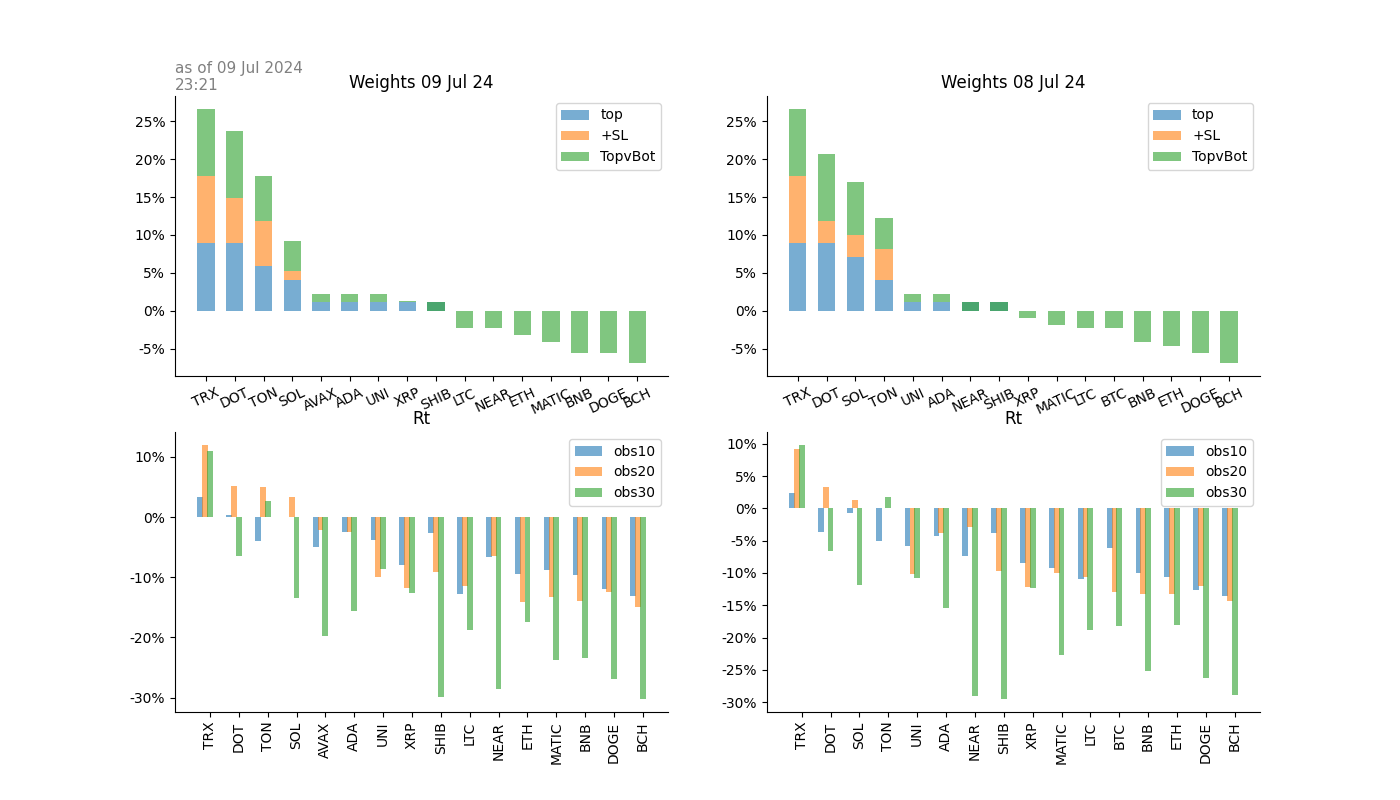 as of 09 Jul 2024
23:21
Weights 09 Jul 24
25%
20%
15%
10%
5%
0%
-5%
top
+SL
TopvBot
TRX DOT TON SOL AVAX ADA UNI XRP SHIB LTC NEAR ETH MATIC BNB DOGE BCH
Weights 08 Jul 24
25%
20%
15%
10%
5%
0%
-5%
top
+SL
TopvBot
TRX DOT SOL TON UNI ADA NEAR SHIB XRP MATIC LTC BTC BNB ETH DOGE BCH
Rt
10%
0%
-10%
-20%
-30%
obs10
obs20
obs30
TRX DOT TON SOL AVAX ADA UNI XRP SHIB LTC NEAR ETH MATIC BNB DOGE BCH
Rt
10%
5%
0%
-5%
-10%
-15%
-20%
-25%
-30%
obs10
obs20
obs30
TRX DOT SOL TON UNI ADA NEAR SHIB XRP MATIC LTC BTC BNB ETH DOGE BCH